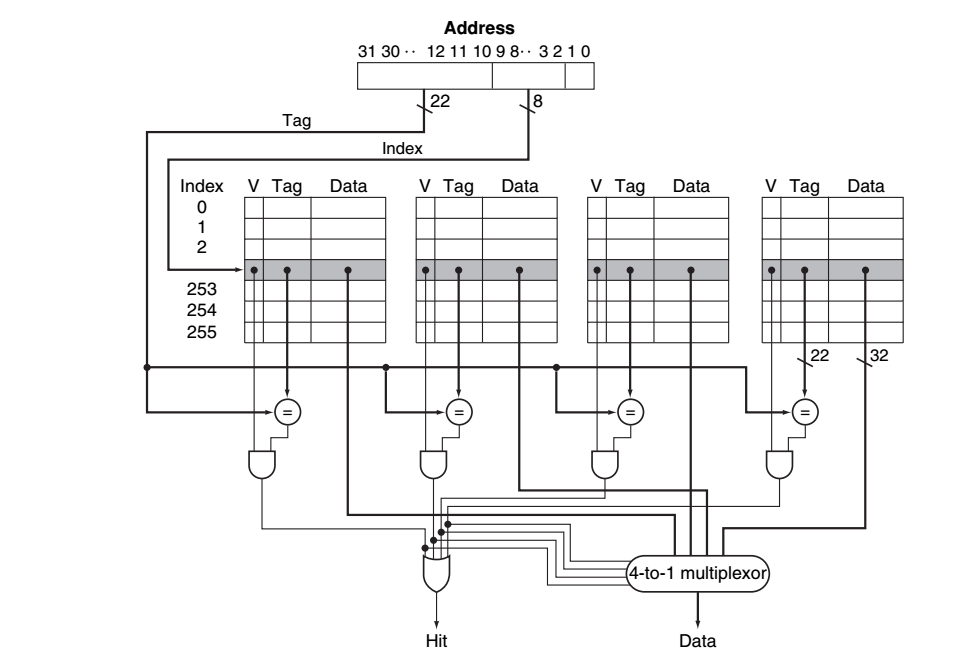 Address
31 30 ·· 12 11 10 9 8 ·· 3 2 1 0
22 8
Tag
Index
Index V Tag Data V Tag Data V Tag Data V Tag Data
0
1
2
253
254
255
22 32
= = = =
4-to-1 multiplexor
Hit Data